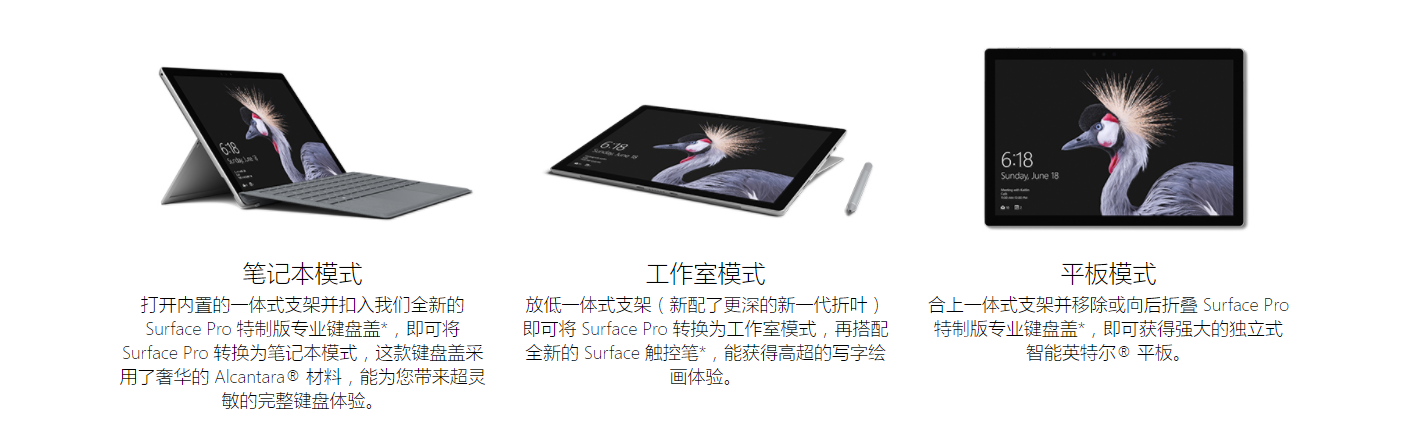 6:18
Sunday, June 18
6:18
Sunday, June 18
6:18
Sunday, June 18
笔记本模式
打开内置的一体式支架并扣入我们全新的
Surface Pro 特制版专业键盘盖*，即可将
Surface Pro 转换为笔记本模式，这款键盘盖采
用了奢华的 Alcantara® 材料，能为您带来超灵
敏的完整键盘体验。
工作室模式
放低一体式支架（新配了更深的新一代折叶）
即可将 Surface Pro 转换为工作室模式，再搭配
全新的 Surface 触控笔*，能获得高超的写字绘
画体验。
平板模式
合上一体式支架并移除或向后折叠 Surface Pro
特制版专业键盘盖*，即可获得强大的独立式
智能英特尔® 平板。